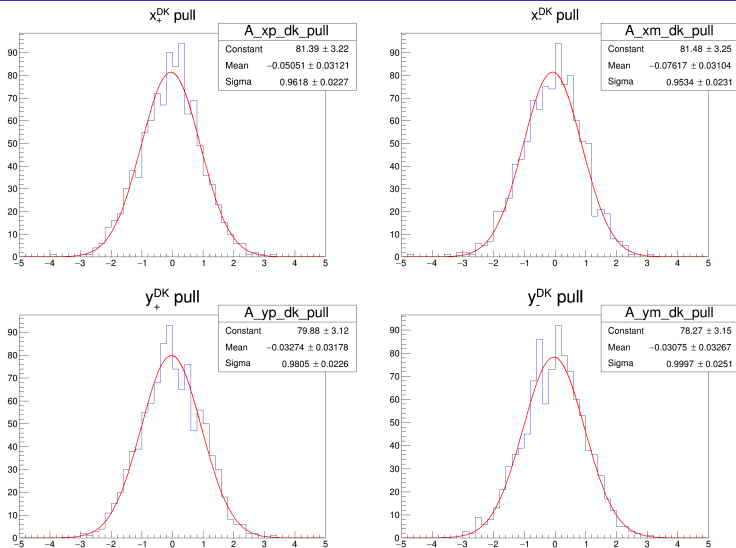 x₊ᴰᴷ pull
A_xp_dk_pull
Constant 81.39 ± 3.22
Mean −0.05051 ± 0.03121
Sigma 0.9618 ± 0.0227
90
80
70
60
50
40
30
20
10
0
−5 −4 −3 −2 −1 0 1 2 3 4 5
x₋ᴰᴷ pull
A_xm_dk_pull
Constant 81.48 ± 3.25
Mean −0.07617 ± 0.03104
Sigma 0.9534 ± 0.0231
90
80
70
60
50
40
30
20
10
0
−5 −4 −3 −2 −1 0 1 2 3 4 5
y₊ᴰᴷ pull
A_yp_dk_pull
Constant 79.88 ± 3.12
Mean −0.03274 ± 0.03178
Sigma 0.9805 ± 0.0226
90
80
70
60
50
40
30
20
10
0
−5 −4 −3 −2 −1 0 1 2 3 4 5
y₋ᴰᴷ pull
A_ym_dk_pull
Constant 78.27 ± 3.15
Mean −0.03075 ± 0.03267
Sigma 0.9997 ± 0.0251
90
80
70
60
50
40
30
20
10
0
−5 −4 −3 −2 −1 0 1 2 3 4 5